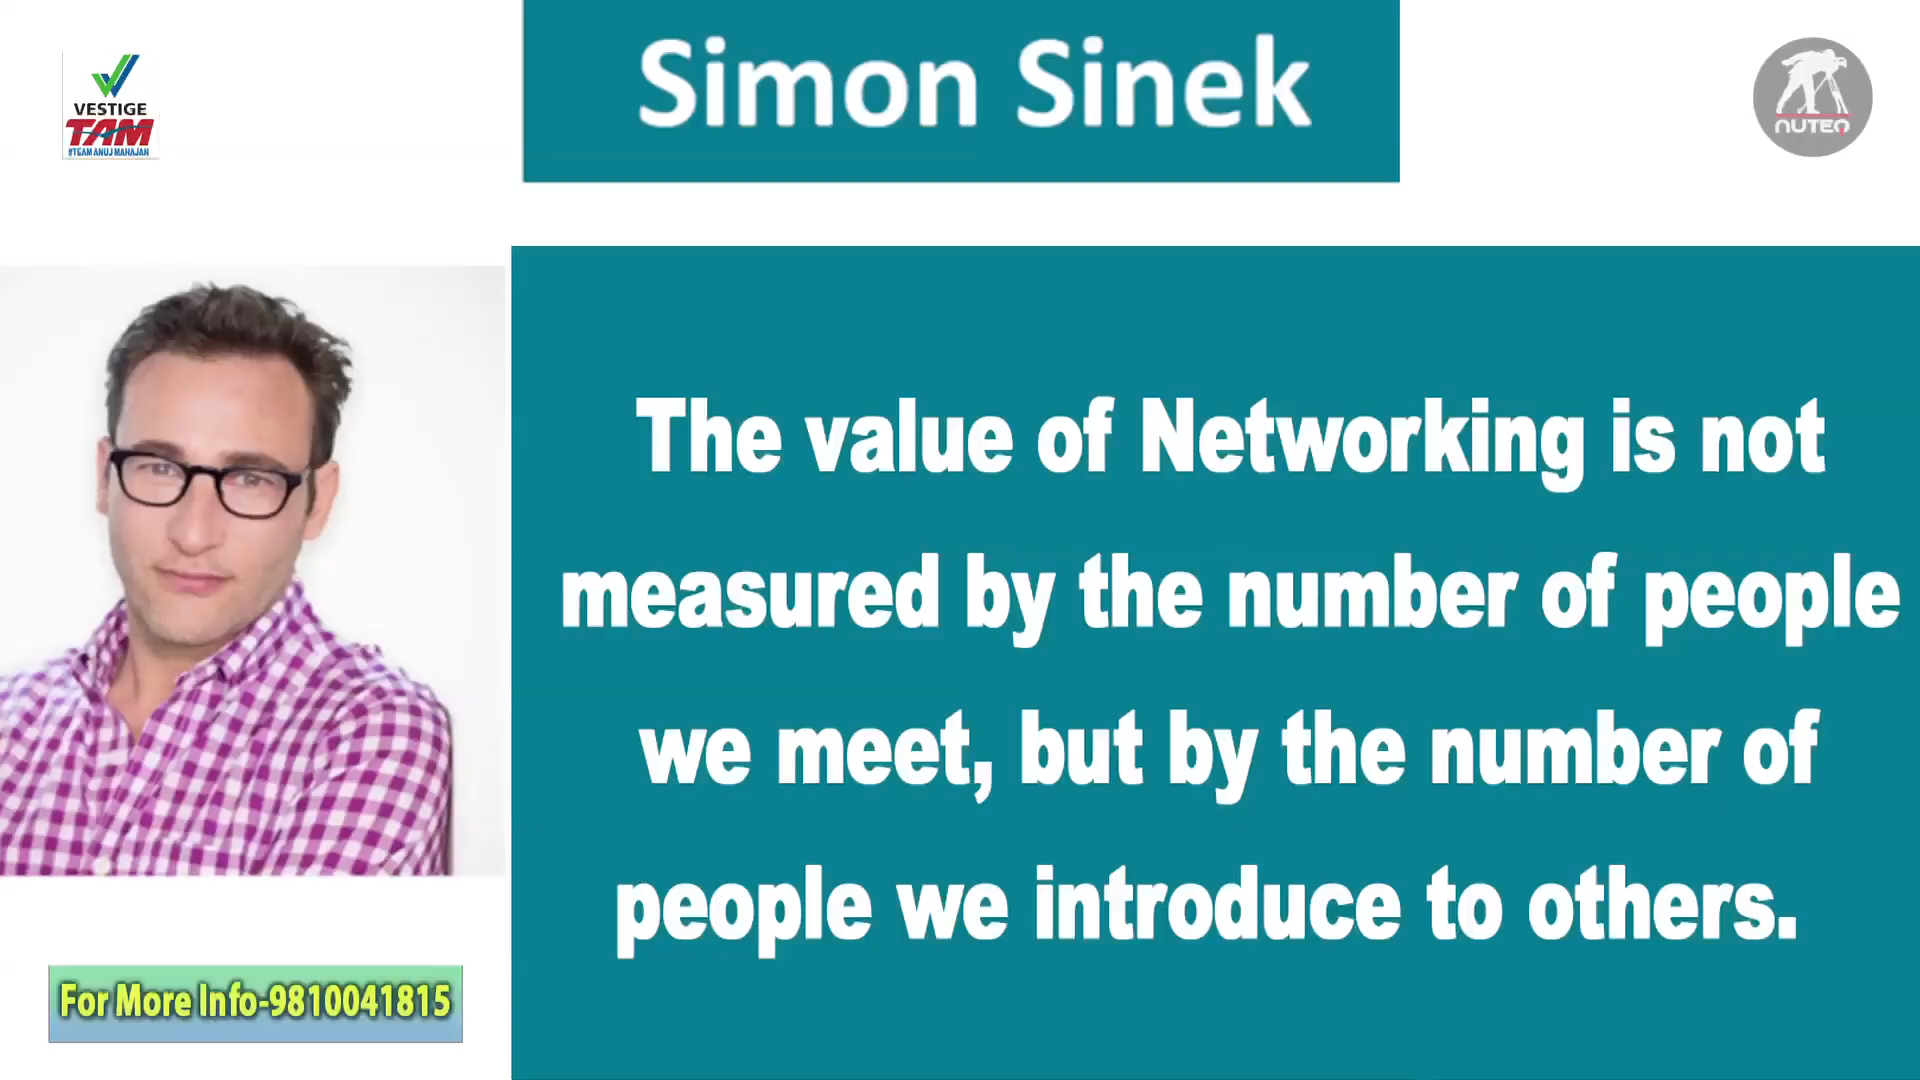 Simon Sinek
VESTIGE
TAM
#TEAM ANUJ MAHAJAN
NUTEQ
The value of Networking is not
measured by the number of people
we meet, but by the number of
people we introduce to others.
For More Info-9810041815